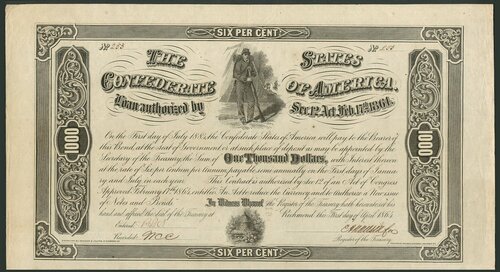 SIX PER CENT
No 253 No 253
THE STATES
CONFEDERATE OF AMERICA.
Loan authorized by Sec. 12, Act, Feb. 17th 1864.
1000 1000
On the First day of July the Confederate States of America will pay to the Bearer of
this Bond, at the Seat of Government or at such place of deposit as may be appointed by the
Secretary of the Treasury the Sum of One Thousand Dollars, with Interest thereon
at the rate of Six per Centum per Annum, payable semi annually on the First days of Janua-
ry and July in each year. This Contract is authorized by Sec. 12 of an Act of Congress
Approved February 17th 1864, entitled An Act to reduce the Currency and to authorize a New issue
of Notes and Bonds
In Witness Whereof the Register of the Treasury hath hereunto set his
hand and affixed the Seal of the Treasury at Richmond, this First day of April 1864
Entered
Recorded
Register of the Treasury
SIX PER CENT